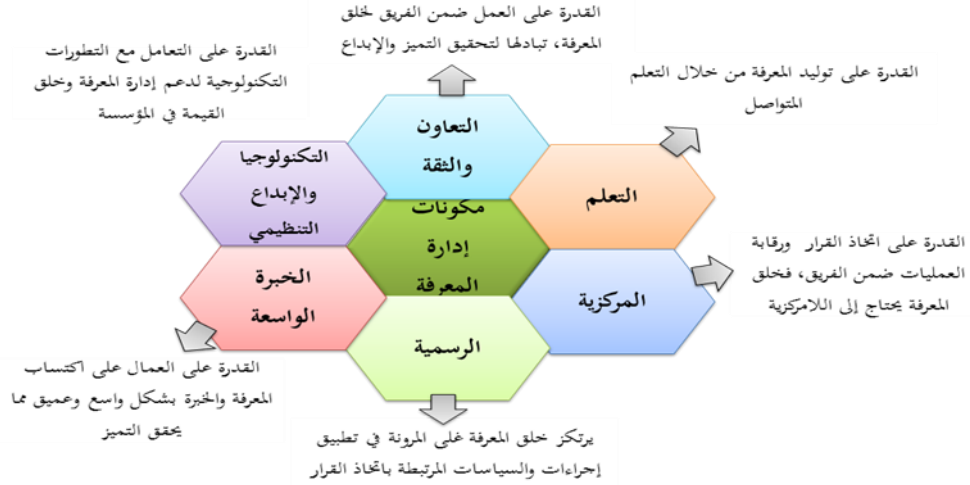 القدرة على العمل ضمن الفريق لخلق
المعرفة، تبادلها لتحقيق التميز والإبداع
القدرة على التعامل مع التطورات
التكنولوجية لدعم إدارة المعرفة وخلق
القيمة في المؤسسة
القدرة على توليد المعرفة من خلال التعلم
المتواصل
التعاون
والثقة
التكنولوجيا
والإبداع
التنظيمي
التعلم
مكونات
إدارة
المعرفة
القدرة على اتخاذ القرار ورقابة
العمليات ضمن الفريق، فخلق
المعرفة يحتاج إلى اللامركزية
الخبرة
الواسعة
المركزية
الرسمية
القدرة على العمال على اكتساب
المعرفة والخبرة بشكل واسع وعميق مما
يحقق التميز
يرتكز خلق المعرفة غلى المرونة في تطبيق
إجراءات والسياسات المرتبطة باتخاذ القرار